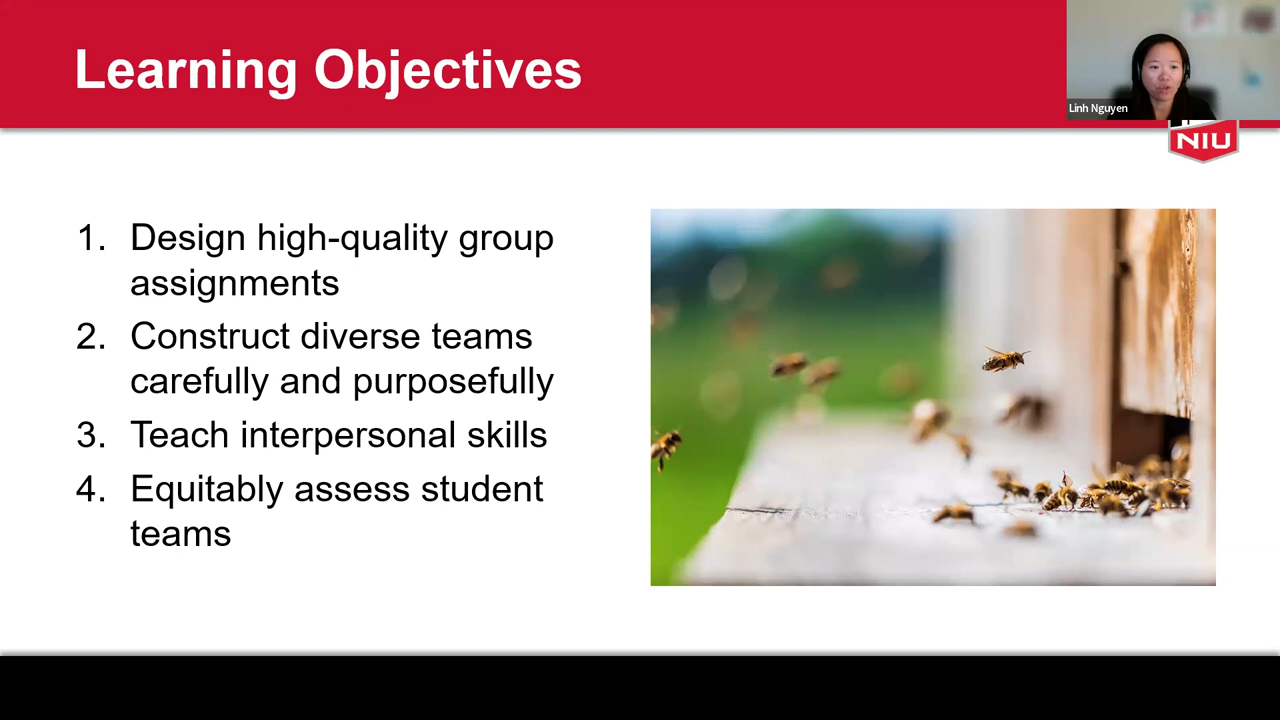 Learning Objectives
Linh Nguyen
NIU
1. Design high-quality group
assignments
2. Construct diverse teams
carefully and purposefully
3. Teach interpersonal skills
4. Equitably assess student
teams